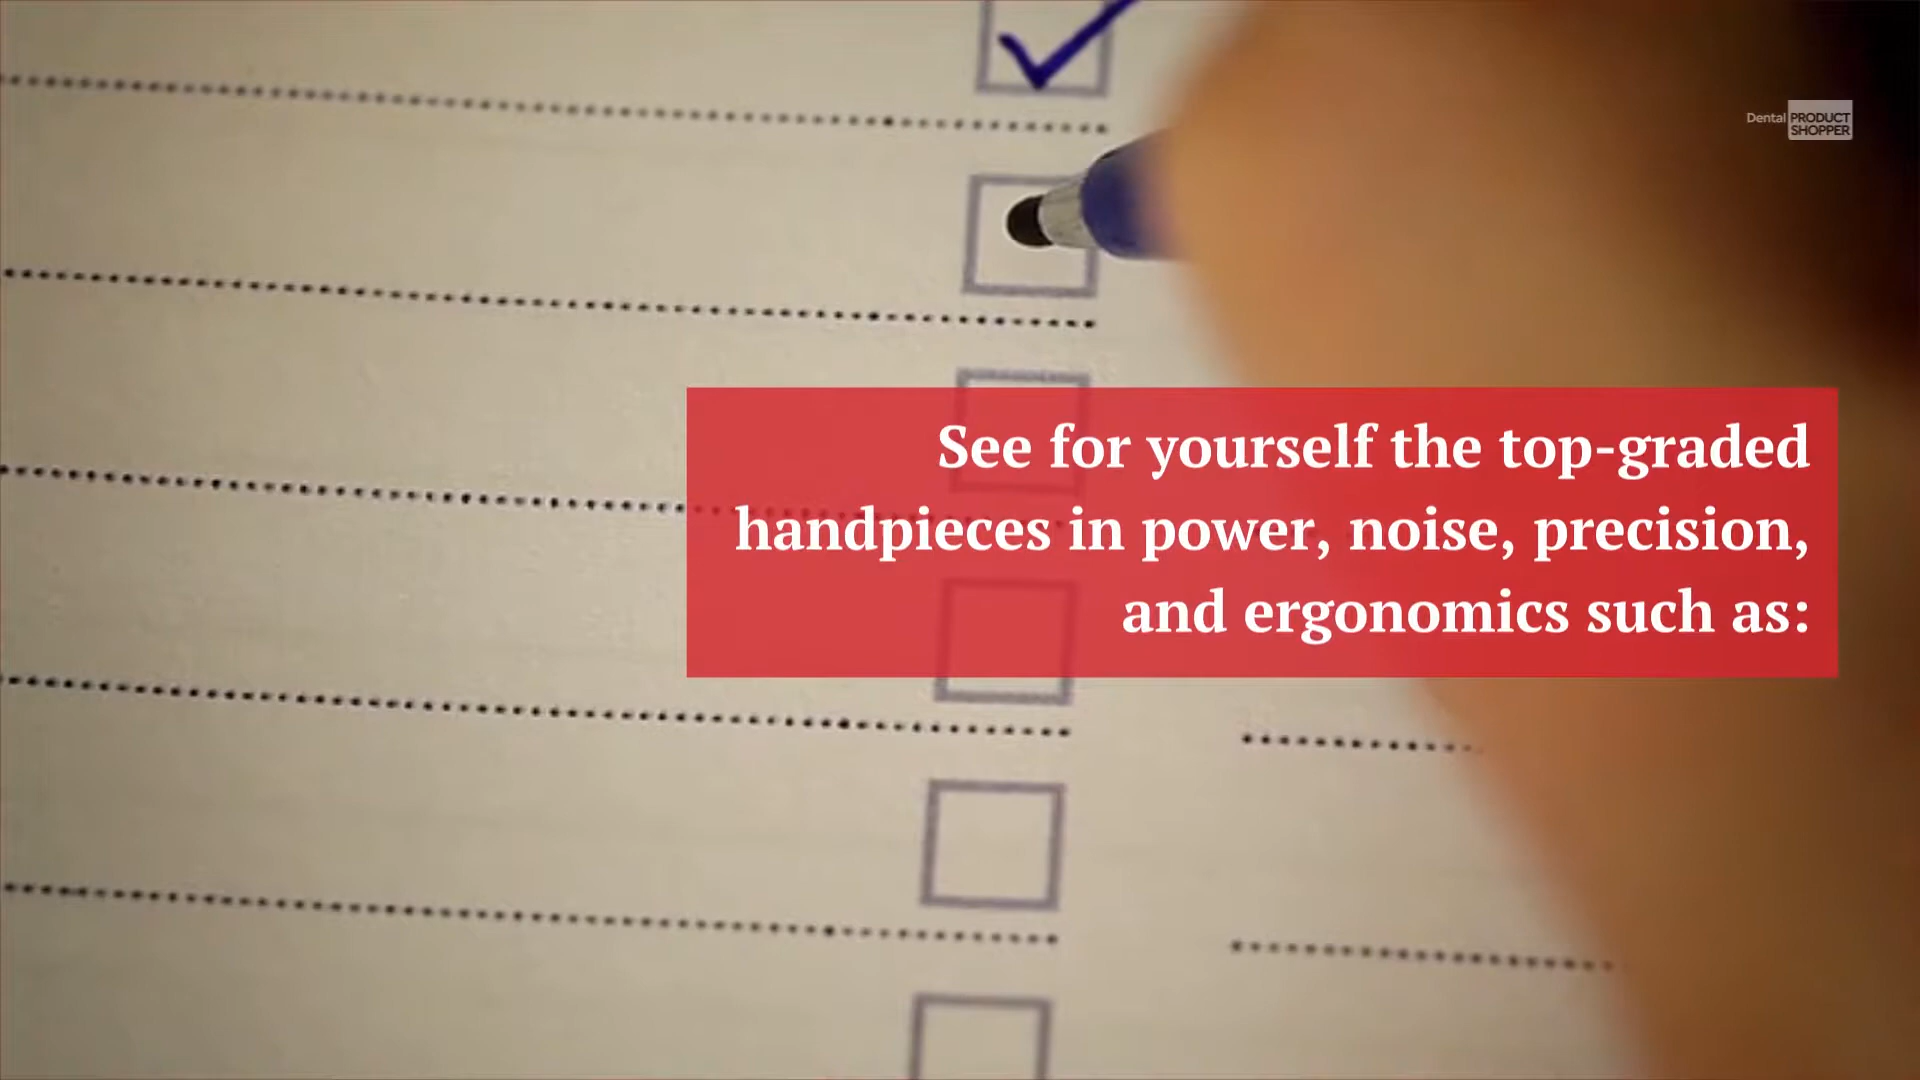 Dental PRODUCT
SHOPPER
See for yourself the top-graded
handpieces in power, noise, precision,
and ergonomics such as: